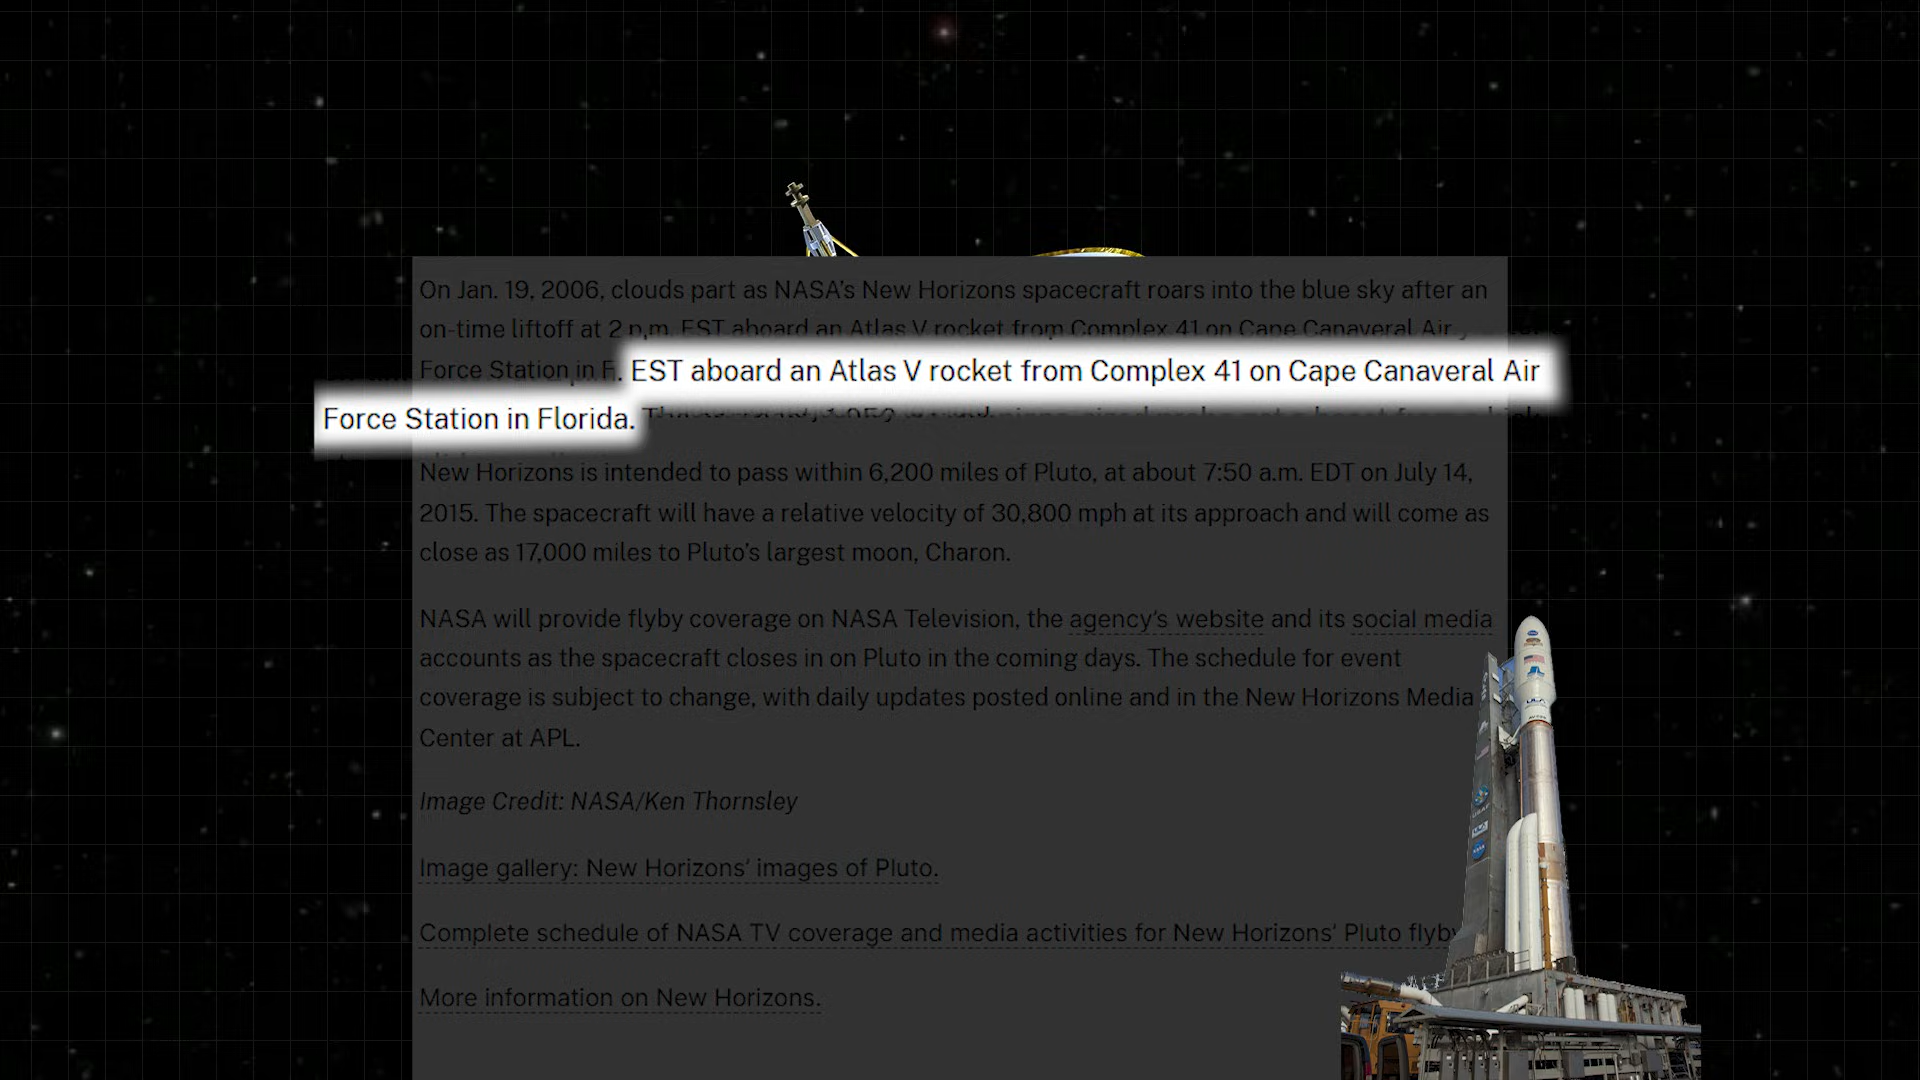 On Jan. 19, 2006, clouds part as NASA’s New Horizons spacecraft roars into the blue sky after an
on-time liftoff at 2 p.m. EST aboard an Atlas V rocket from Complex 41 on Cape Canaveral Air
Force Station in F
. EST aboard an Atlas V rocket from Complex 41 on Cape Canaveral Air
Force Station in Florida.
New Horizons is intended to pass within 6,200 miles of Pluto, at about 7:50 a.m. EDT on July 14,
2015. The spacecraft will have a relative velocity of 30,800 mph at its approach and will come as
close as 17,000 miles to Pluto’s largest moon, Charon.
NASA will provide flyby coverage on NASA Television, the agency’s website and its social media
accounts as the spacecraft closes in on Pluto in the coming days. The schedule for event
coverage is subject to change, with daily updates posted online and in the New Horizons Media
Center at APL.
Image Credit: NASA/Ken Thornsley
Image gallery: New Horizons’ images of Pluto.
Complete schedule of NASA TV coverage and media activities for New Horizons’ Pluto flyby
More information on New Horizons.